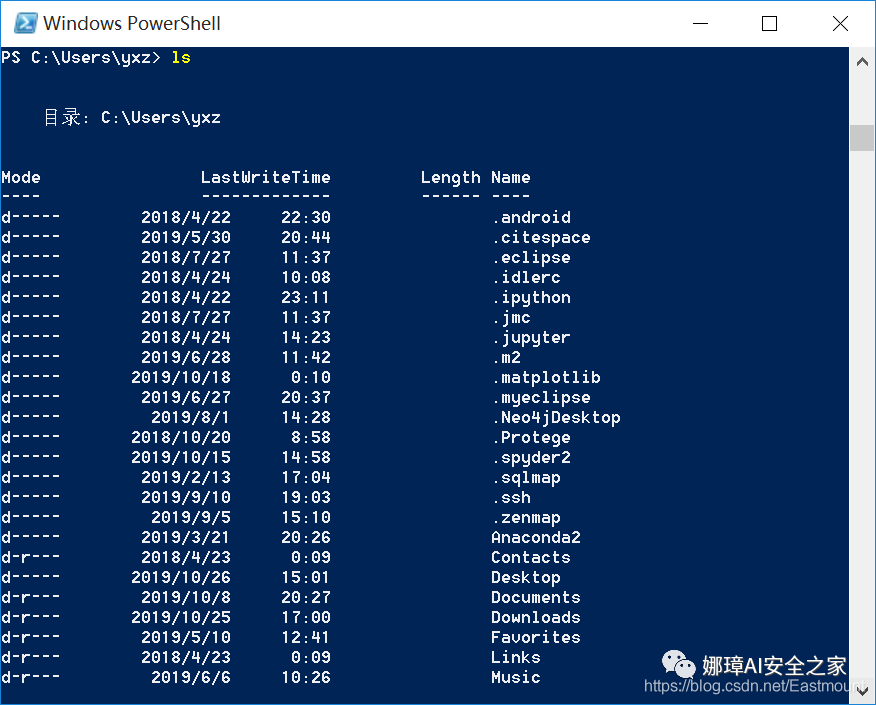 Windows PowerShell
PS C:\Users\yxz> ls
目录: C:\Users\yxz
Mode                LastWriteTime         Length Name
----                -------------         ------ ----
d-----        2018/4/22     22:30                .android
d-----        2019/5/30     20:44                .citespace
d-----        2018/7/27     11:37                .eclipse
d-----        2018/4/24     10:08                .idlerc
d-----        2018/4/22     23:11                .ipython
d-----        2018/7/27     11:37                .jmc
d-----        2018/4/24     14:23                .jupyter
d-----        2019/6/28     11:42                .m2
d-----       2019/10/18      0:10                .matplotlib
d-----        2019/6/27     20:37                .myeclipse
d-----         2019/8/1     14:28                .Neo4jDesktop
d-----       2018/10/20      8:58                .Protege
d-----       2019/10/15     14:58                .spyder2
d-----        2019/2/13     17:04                .sqlmap
d-----        2019/9/10     19:03                .ssh
d-----         2019/9/5     15:10                .zenmap
d-----        2019/3/21     20:26                Anaconda2
d-r---        2018/4/23      0:09                Contacts
d-----       2019/10/26     15:01                Desktop
d-r---        2019/10/8     20:27                Documents
d-r---       2019/10/25     17:00                Downloads
d-r---        2019/5/10     12:41                Favorites
d-r---        2018/4/23      0:09                Links
d-r---         2019/6/6     10:26                Music
娜璋AI安全之家
https://blog.csdn.net/Eastmount